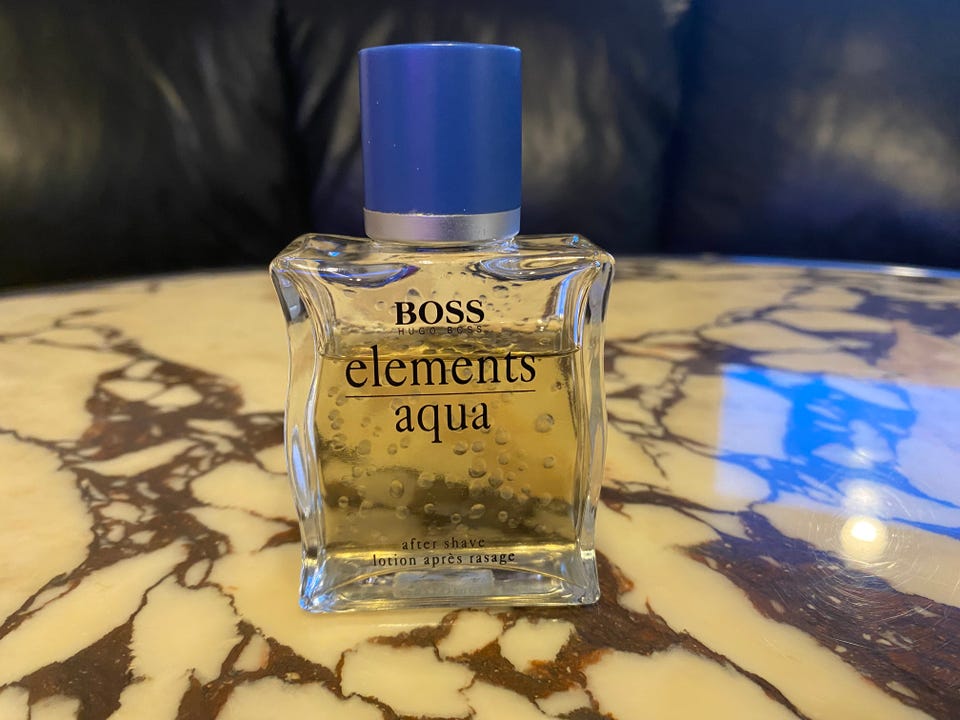 BOSS
HUGO BOSS
elements
aqua
after shave
lotion après rasage